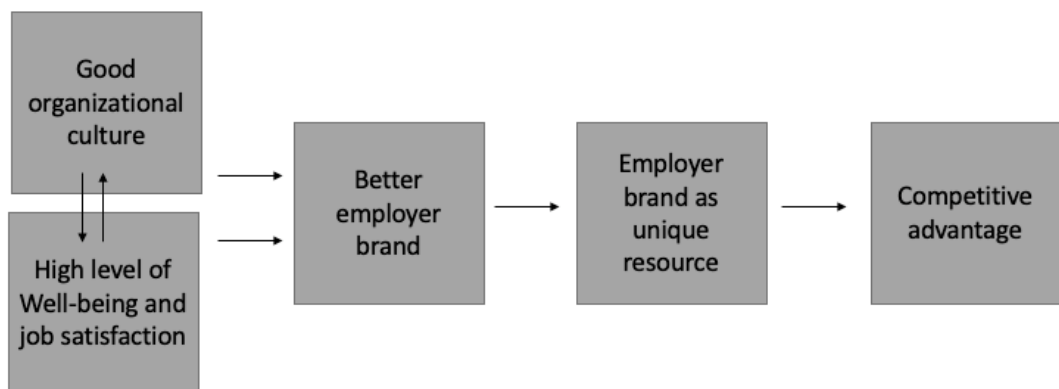 Good
organizational
culture
High level of
Well-being and
job satisfaction
Better
employer
brand
Employer
brand as
unique
resource
Competitive
advantage